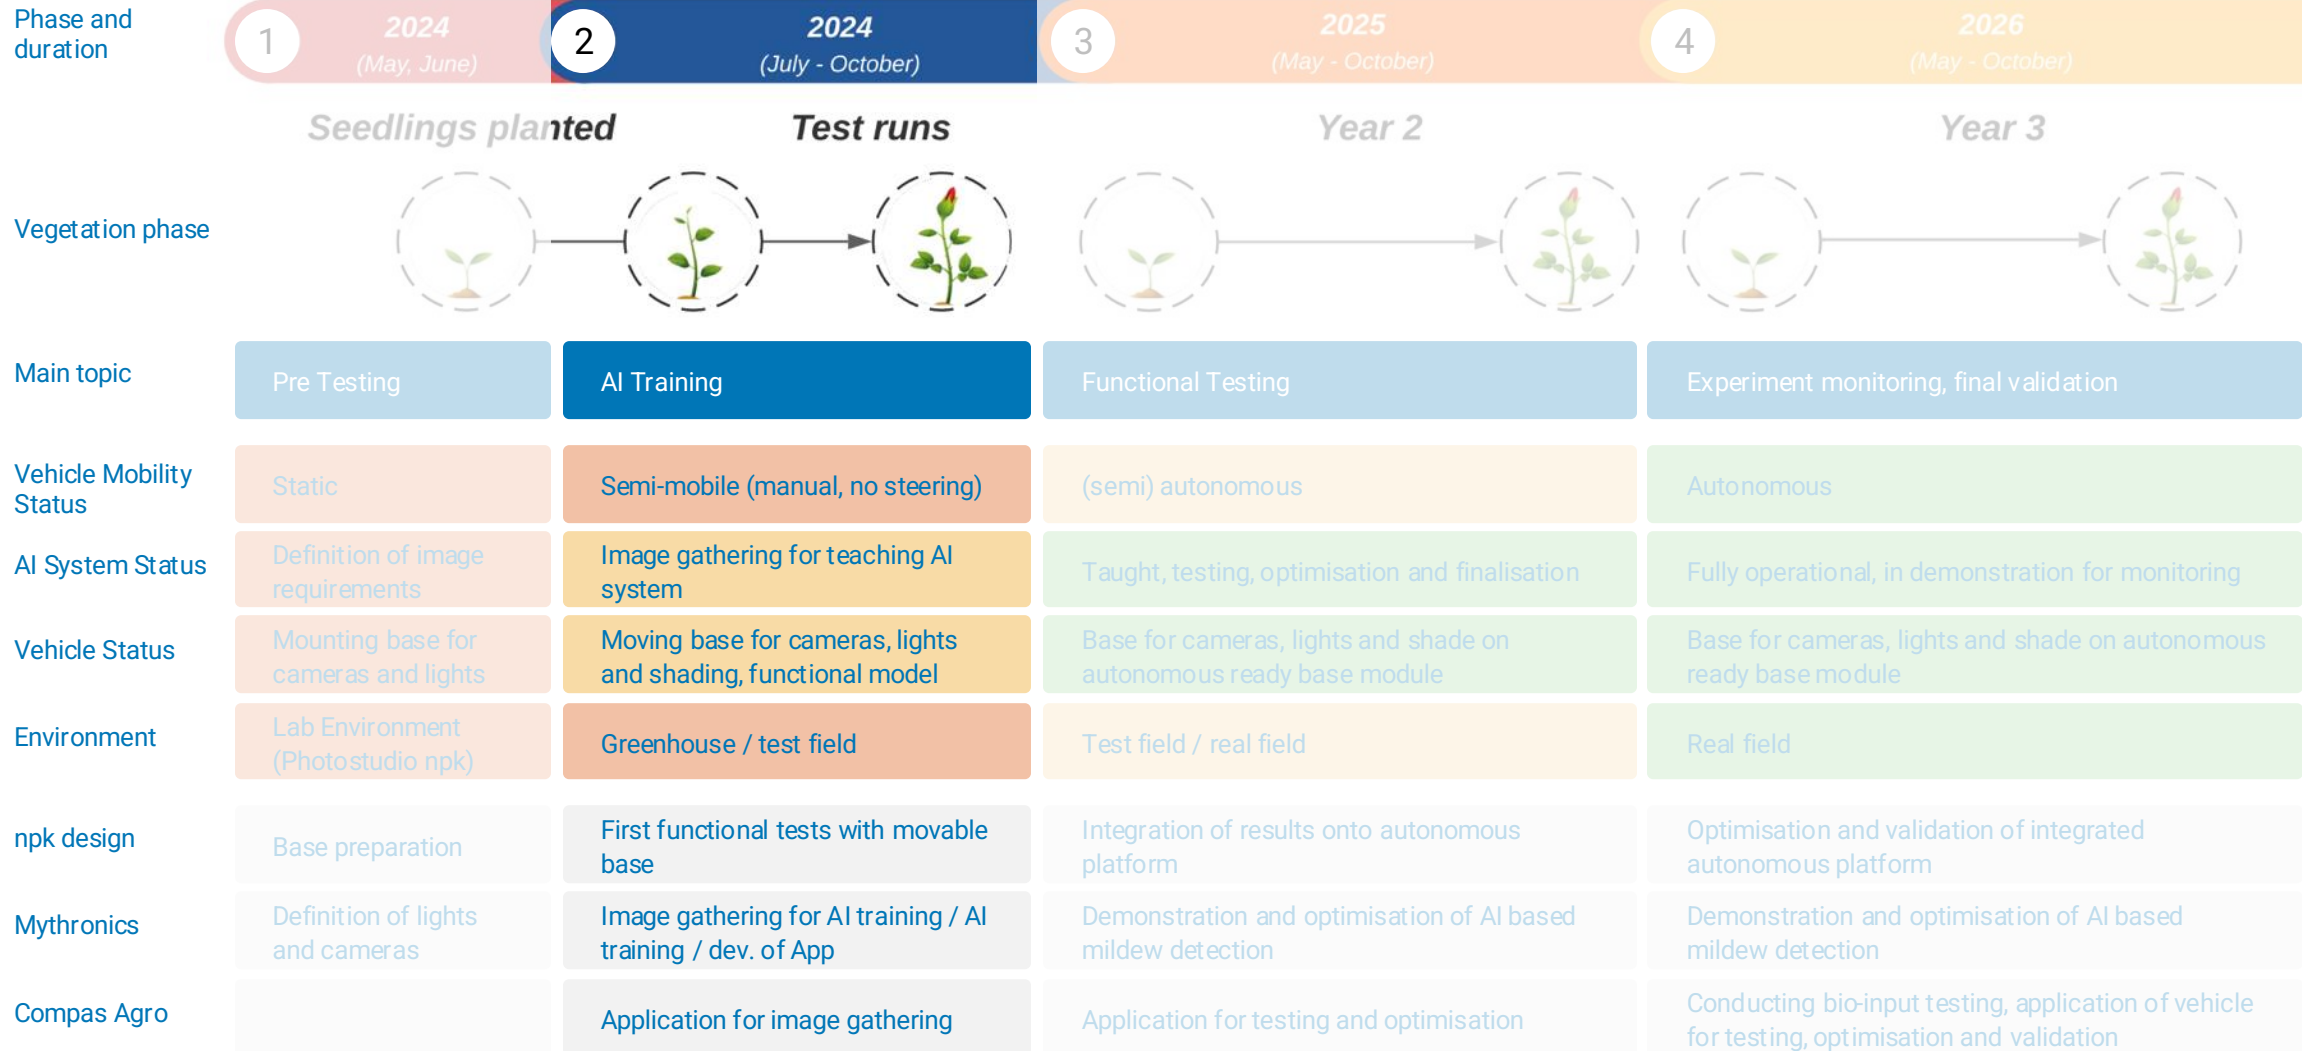 Phase and
duration
1
2024
(May, June)
2
2024
(July - October)
3
2025
(May - October)
4
2026
(May - October)
Seedlings planted
Test runs
Year 2
Year 3
Vegetation phase
Main topic
Pre Testing
AI Training
Functional Testing
Experiment monitoring, final validation
Vehicle Mobility
Status
Static
Semi-mobile (manual, no steering)
(semi) autonomous
Autonomous
AI System Status
Definition of image
requirements
Image gathering for teaching AI
system
Taught, testing, optimisation and finalisation
Fully operational, in demonstration for monitoring
Vehicle Status
Mounting base for
cameras and lights
Moving base for cameras, lights
and shading, functional model
Base for cameras, lights and shade on
autonomous ready base module
Base for cameras, lights and shade on autonomous
ready base module
Environment
Lab Environment
(Photostudio npk)
Greenhouse / test field
Test field / real field
Real field
npk design
Base preparation
First functional tests with movable
base
Integration of results onto autonomous
platform
Optimisation and validation of integrated
autonomous platform
Mythronics
Definition of lights
and cameras
Image gathering for AI training / AI
training / dev. of App
Demonstration and optimisation of AI based
mildew detection
Demonstration and optimisation of AI based
mildew detection
Compas Agro
Application for image gathering
Application for testing and optimisation
Conducting bio-input testing, application of vehicle
for testing, optimisation and validation